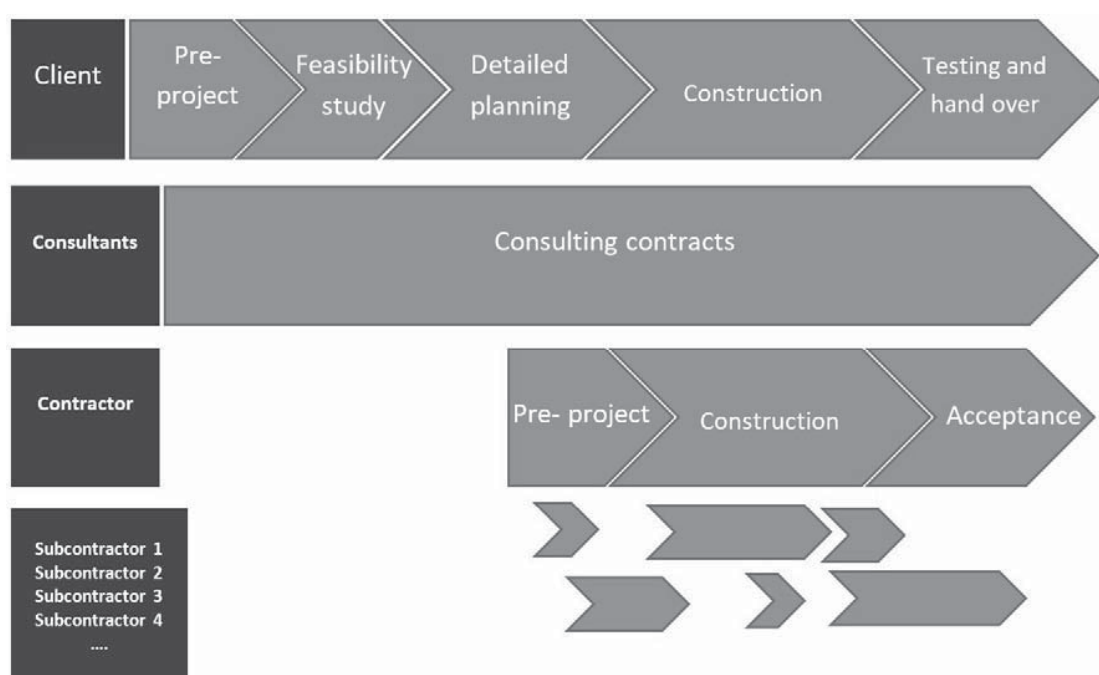 Client
Pre-
project
Feasibility
study
Detailed
planning
Construction
Testing and
hand over
Consultants
Consulting contracts
Contractor
Pre- project
Construction
Acceptance
Subcontractor 1
Subcontractor 2
Subcontractor 3
Subcontractor 4
....